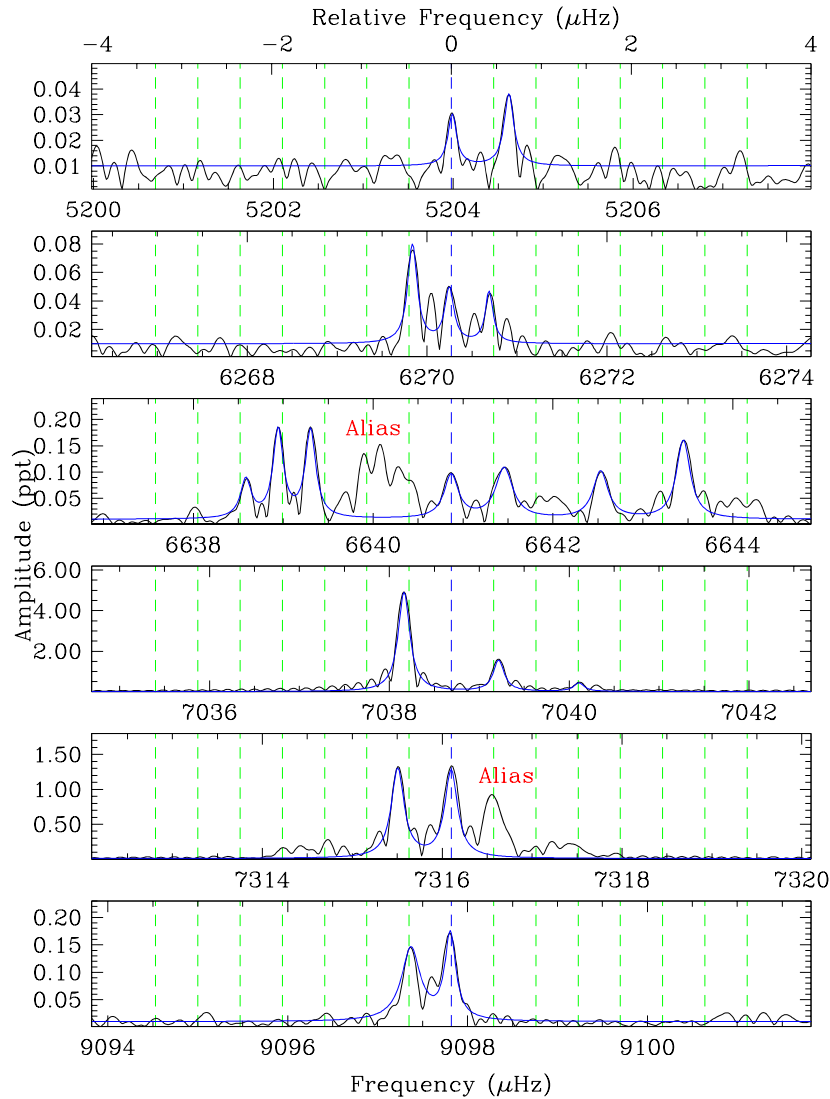 Relative Frequency (μHz)
−4 −2 0 2 4
0.04
0.03
0.02
0.01
5200 5202 5204 5206
0.08
0.06
0.04
0.02
6268 6270 6272 6274
0.20
0.15
0.10
0.05
Alias
6638 6640 6642 6644
Amplitude (ppt)
6.00
4.00
2.00
7036 7038 7040 7042
1.50
1.00
0.50
Alias
7314 7316 7318 7320
0.20
0.15
0.10
0.05
9094 9096 9098 9100
Frequency (μHz)